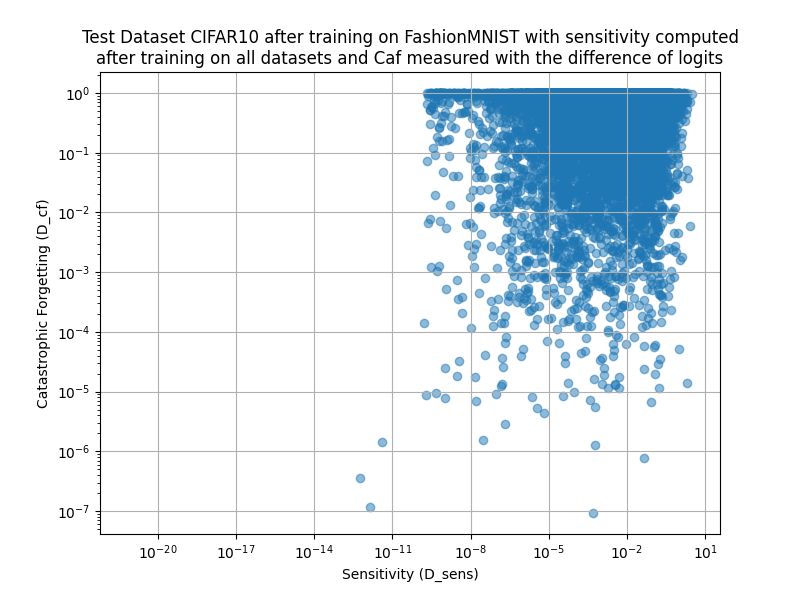 Test Dataset CIFAR10 after training on FashionMNIST with sensitivity computed
after training on all datasets and Caf measured with the difference of logits
Catastrophic Forgetting (D_cf)
10⁰
10⁻¹
10⁻²
10⁻³
10⁻⁴
10⁻⁵
10⁻⁶
10⁻⁷
10⁻²⁰ 10⁻¹⁷ 10⁻¹⁴ 10⁻¹¹ 10⁻⁸ 10⁻⁵ 10⁻² 10¹
Sensitivity (D_sens)